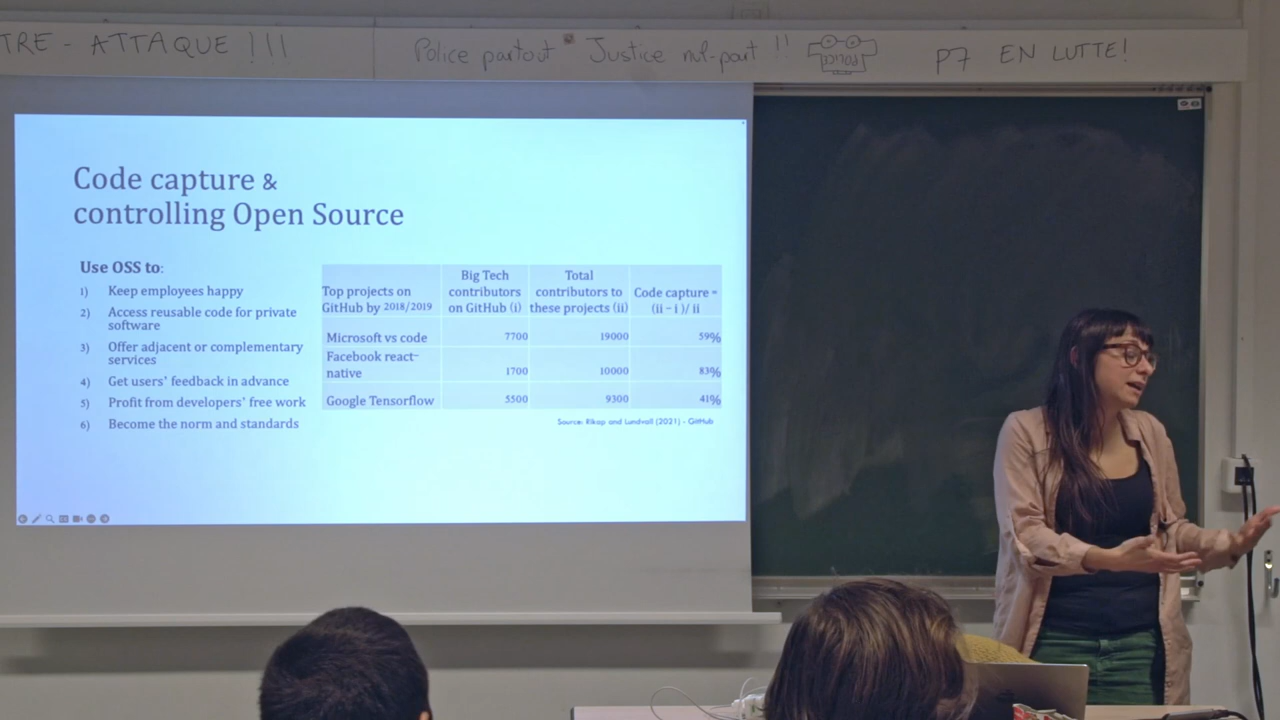 TRE - ATTAQUE !!!
Police partout Justice nul-part !!
POLICE
P7 EN LUTTE!
Code capture &
controlling Open Source
Use OSS to:
1) Keep employees happy
2) Access reusable code for private
software
3) Offer adjacent or complementary
services
4) Get users' feedback in advance
5) Profit from developers' free work
6) Become the norm and standards
Top projects on
GitHub by 2018/2019
Big Tech
contributors
on GitHub (i)
Total
contributors to
these projects (ii)
Code capture =
(ii - i )/ ii
Microsoft vs code 7700 19000 59%
Facebook react-
native 1700 10000 83%
Google Tensorflow 5500 9300 41%
Source: Rikap and Lundvall (2021) - GitHub